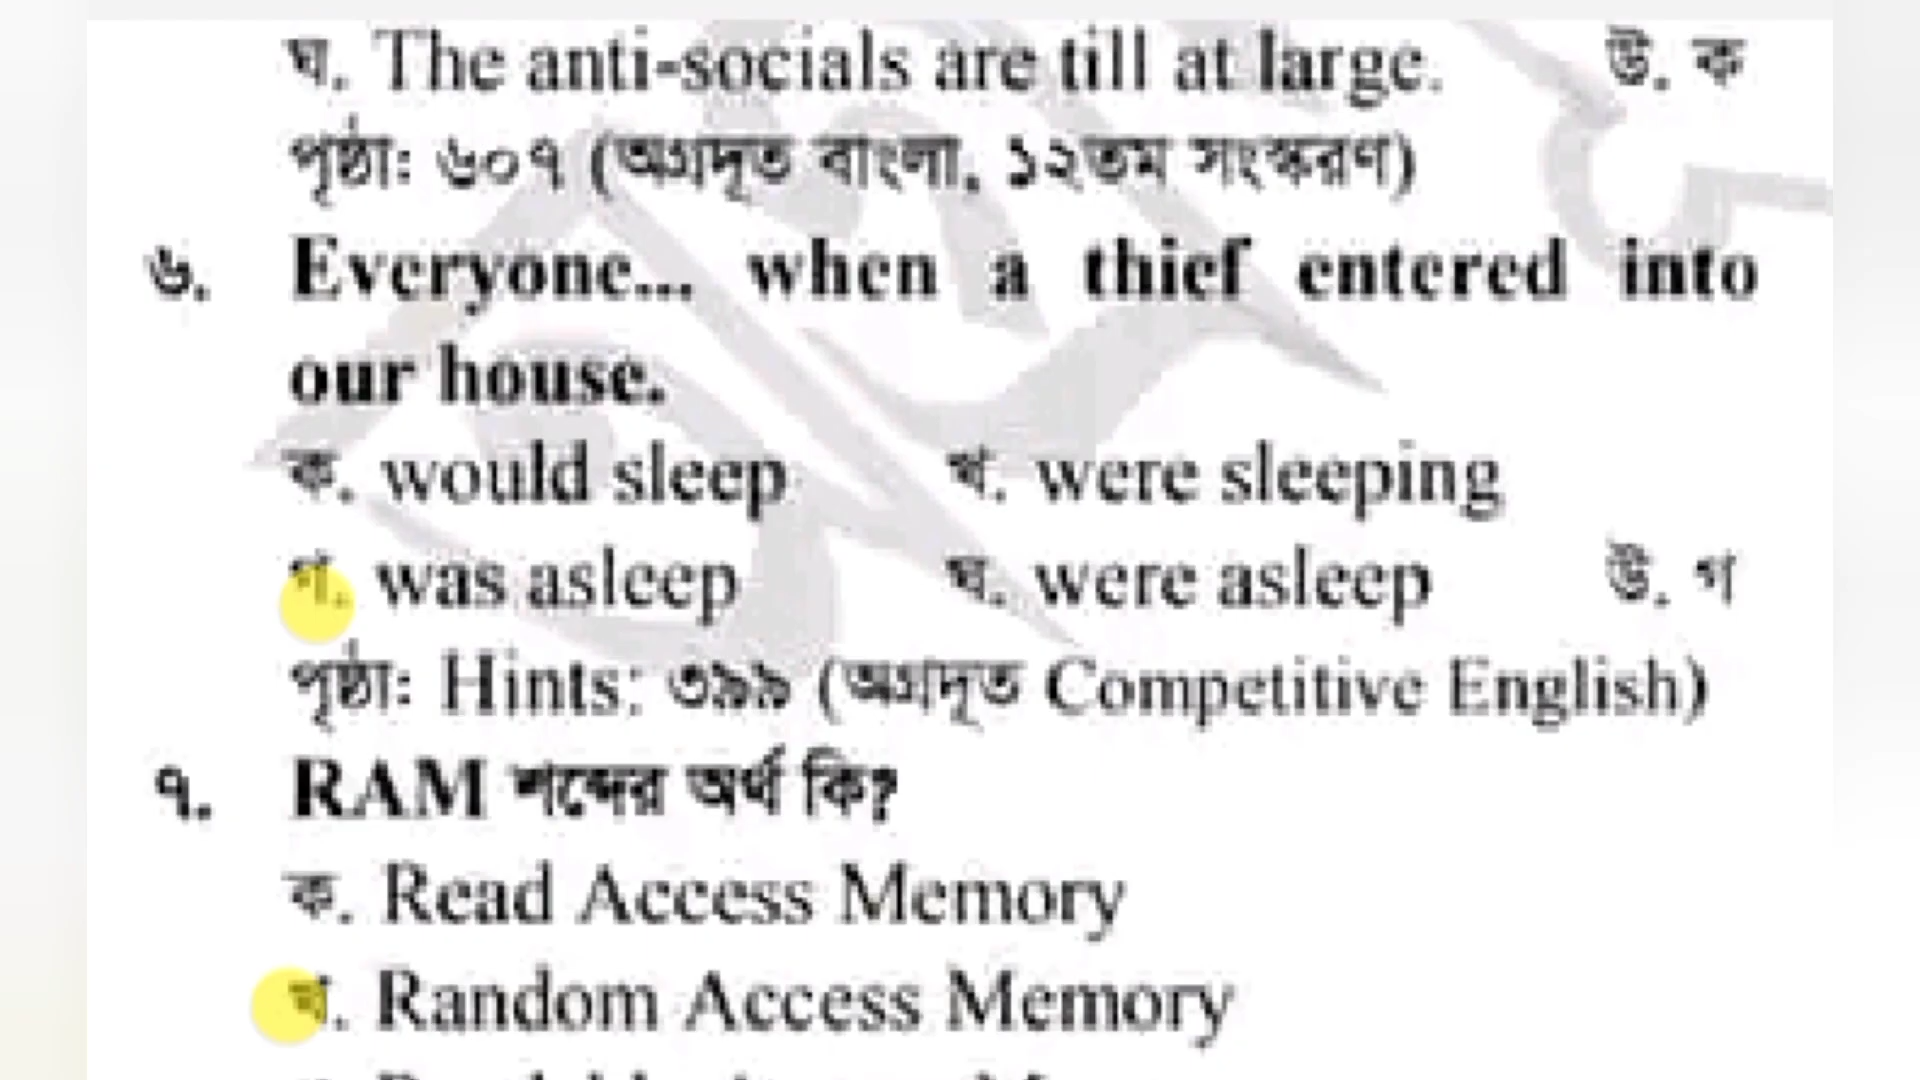 ঘ. The anti-socials are till at large. উ. ক
পৃষ্ঠা: ৬০৭ (অগ্রদূত বাংলা, ১২তম সংস্করণ)
৬. Everyone... when a thief entered into
our house.
ক. would sleep খ. were sleeping
গ. was asleep ঘ. were asleep উ. গ
পৃষ্ঠা: Hints: ৩৯৯ (অগ্রদূত Competitive English)
৭. RAM শব্দের অর্থ কি?
ক. Read Access Memory
খ. Random Access Memory